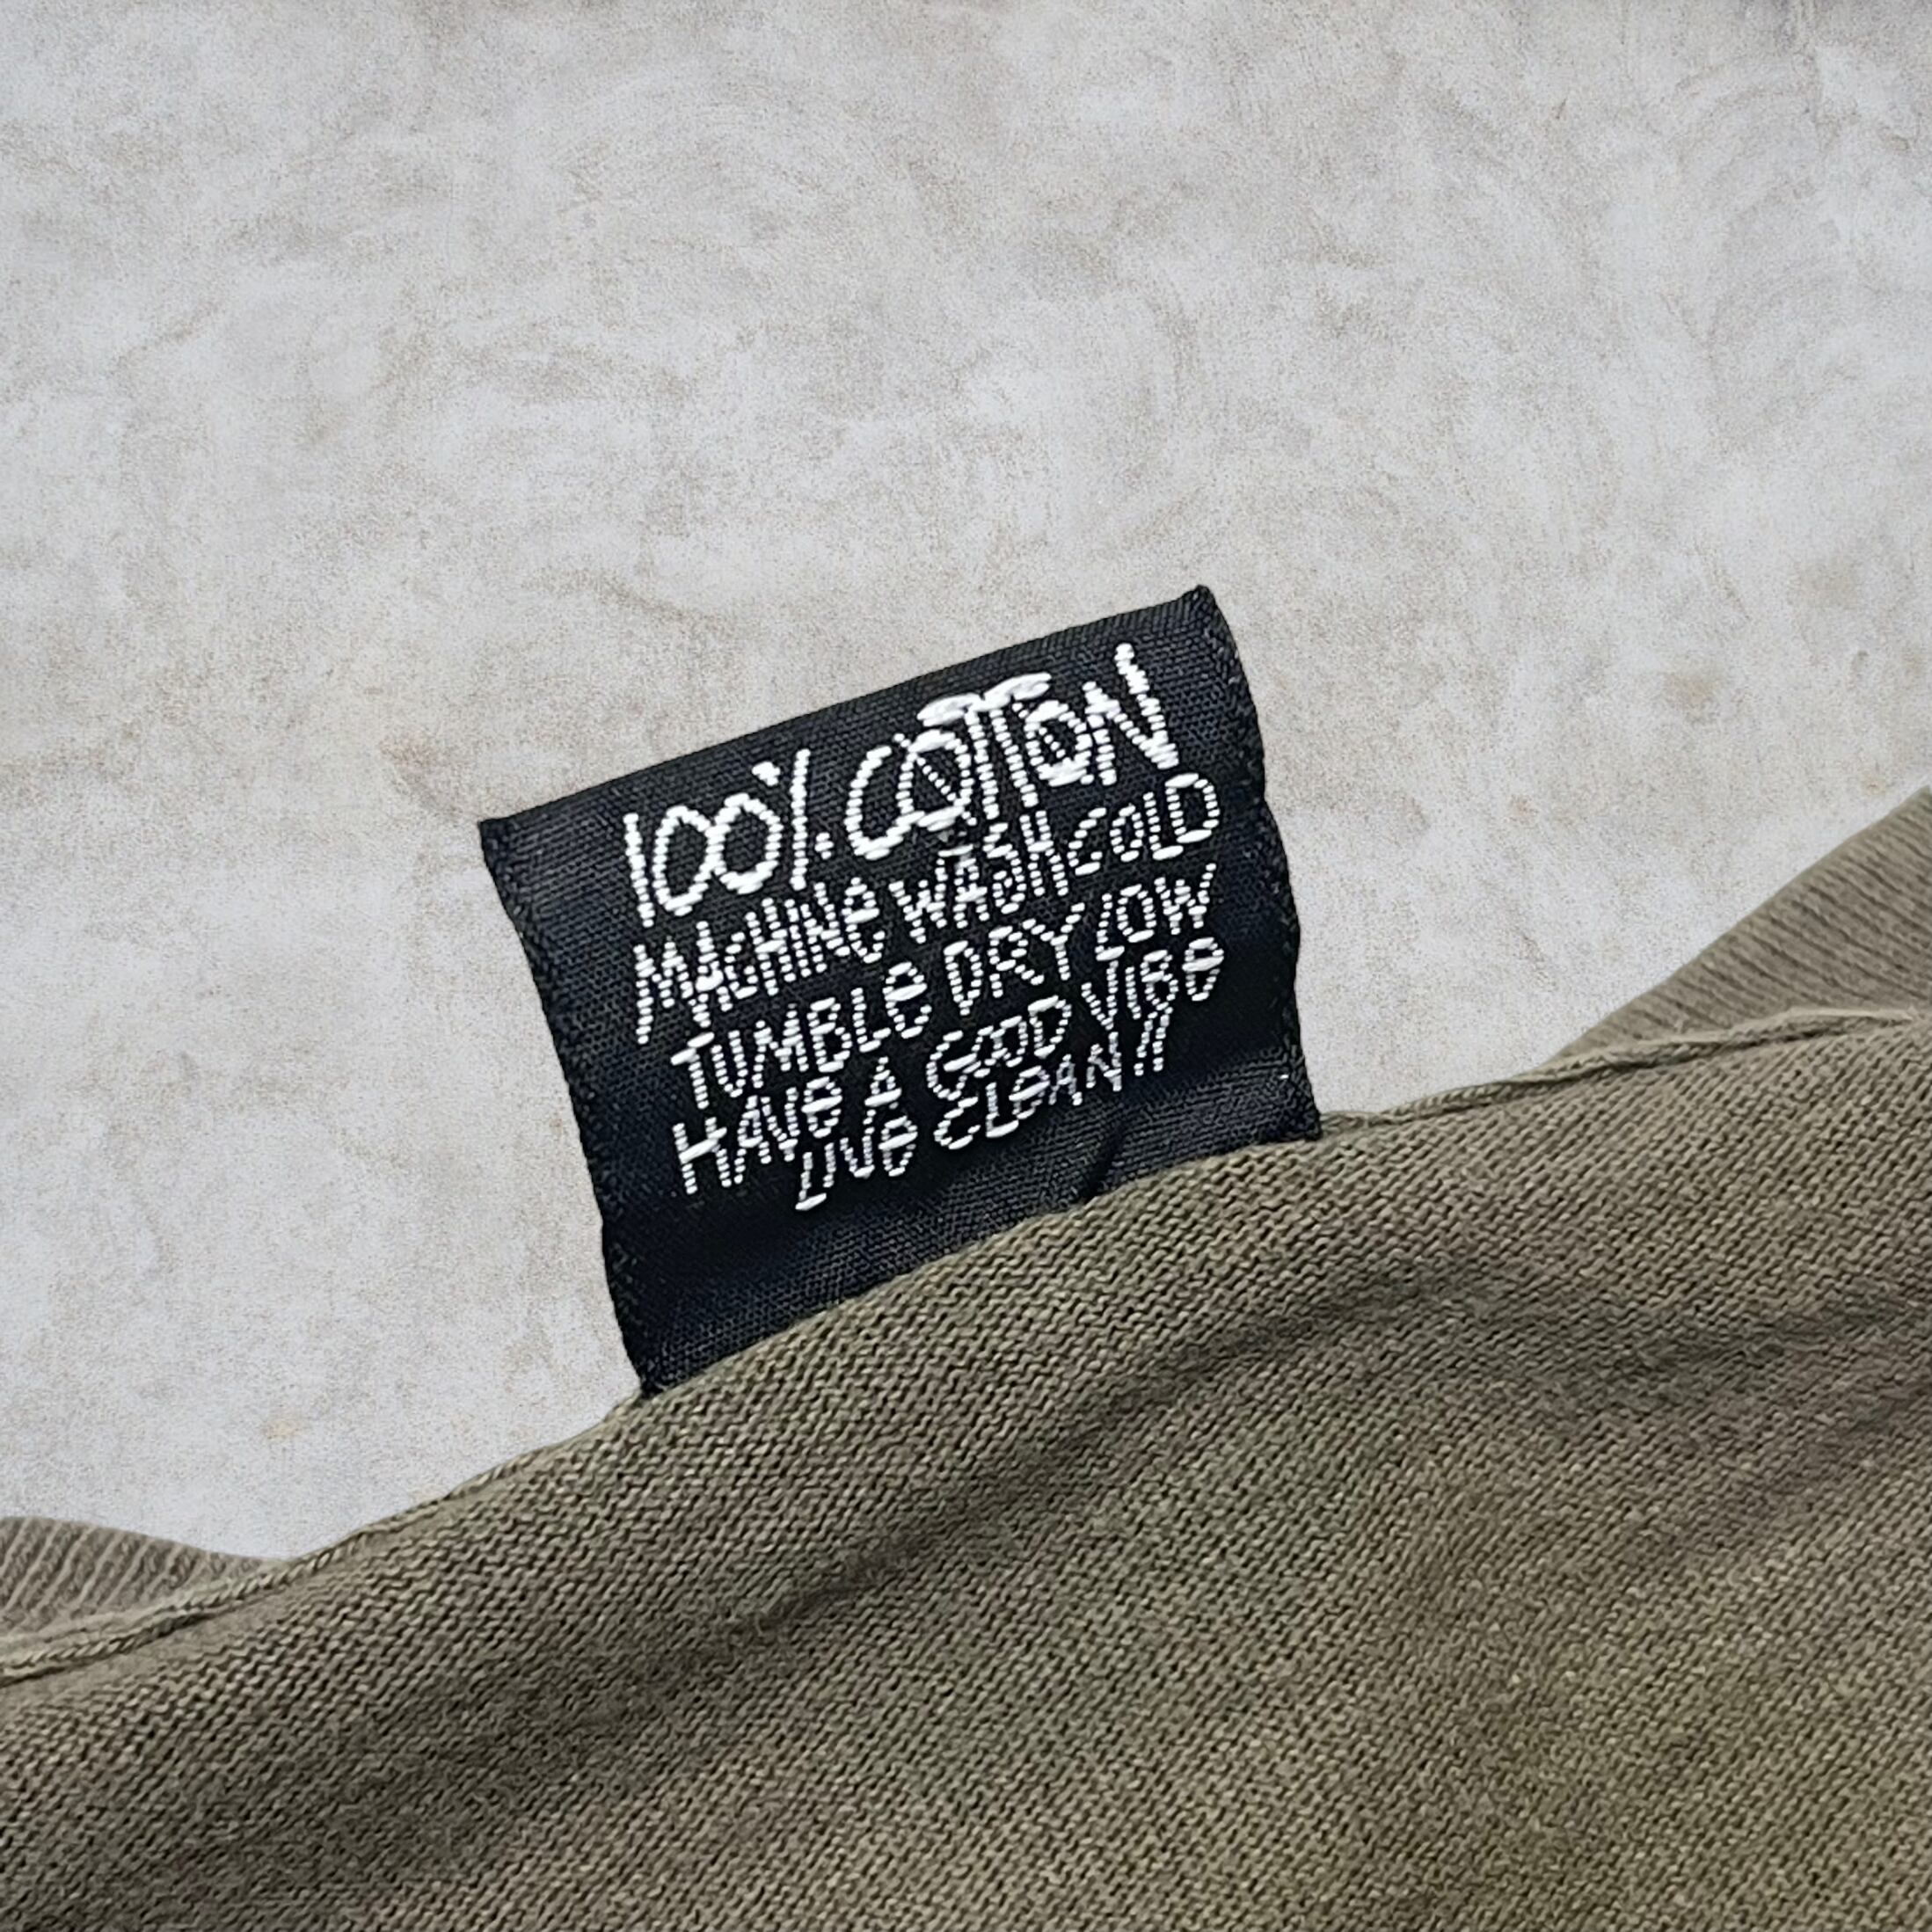 100% COTTON
MACHINE WASH COLD
TUMBLE DRY LOW
HAVE A GOOD VIBE
LIVE CLEAN!!